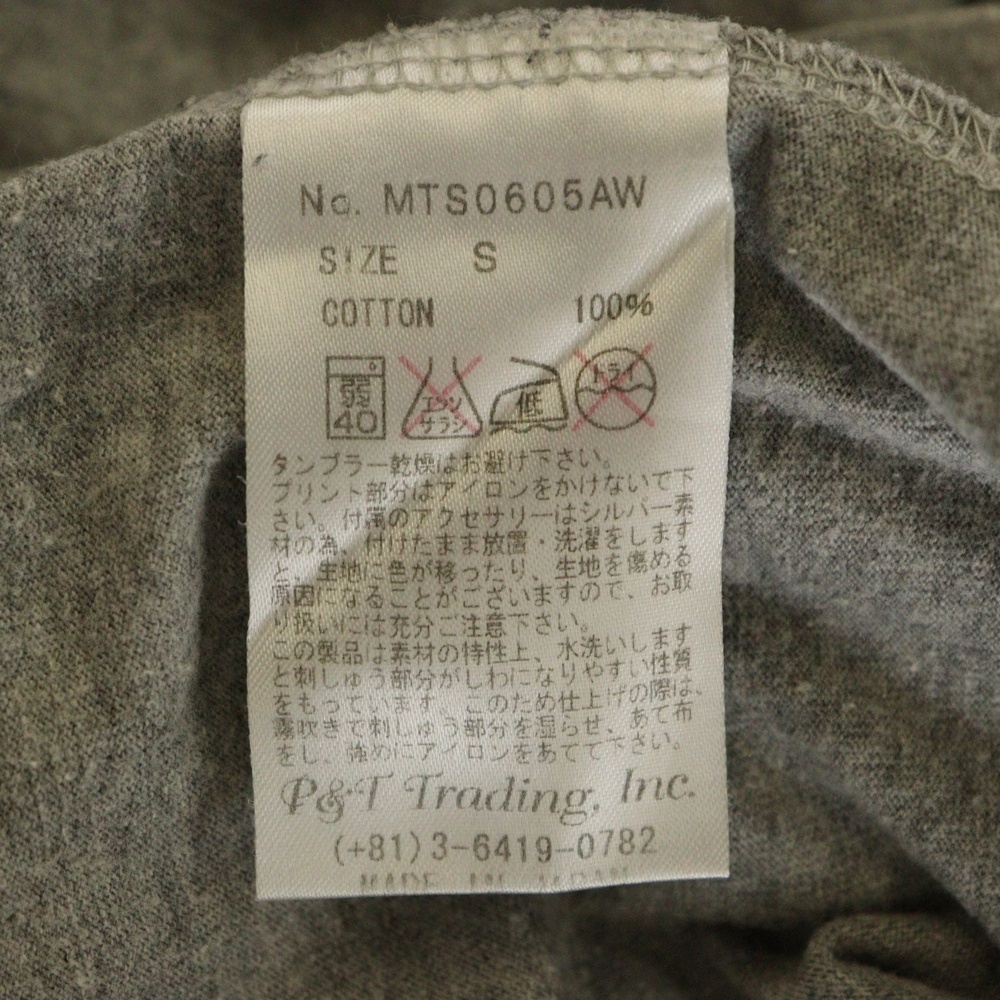 No. MTS0605AW
SIZE S
COTTON 100%
弱 40 エンソ サラシ 低 ドライ
タンブラー乾燥はお避け下さい。
プリント部分はアイロンをかけないで下
さい。付属のアクセサリーはシルバー素
材の為、付けたまま放置・洗濯をしまする
と、生地に色が移ったり、生地を傷める
原因になることがございますので、お取
り扱いには充分ご注意下さい。
この製品は素材の特性上、水洗いします
と刺しゅう部分がしわになりやすい性質
をもっています。このため仕上げの際は、
霧吹きで刺しゅう部分を湿らせ、あて布
をし、強めにアイロンをあてて下さい。
P&T Trading, Inc.
(+81)3-6419-0782
MADE IN JAPAN